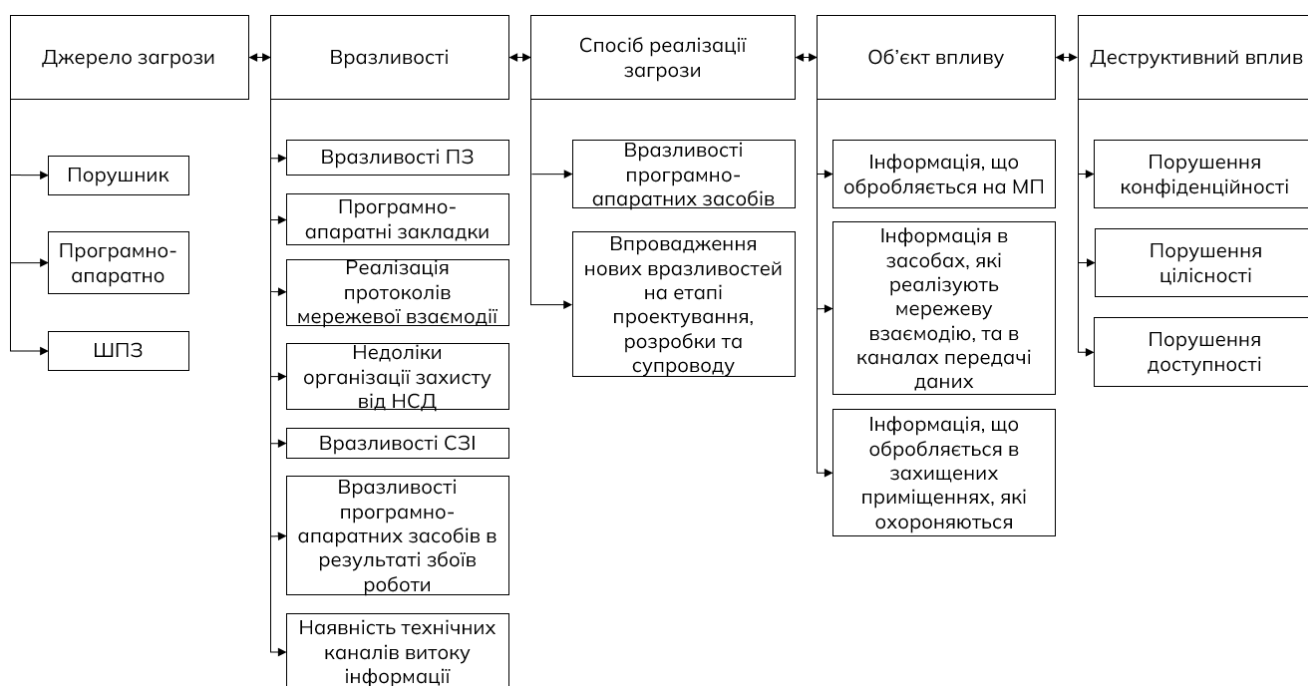 Джерело загрози
Порушник
Програмно-
апаратно
ШПЗ
Вразливості
Вразливості ПЗ
Програмно-
апаратні закладки
Реалізація
протоколів
мережевої взаємодії
Недоліки
організації захисту
від НСД
Вразливості СЗІ
Вразливості
програмно-
апаратних засобів в
результаті збоїв
роботи
Наявність технічних
каналів витоку
інформації
Спосіб реалізації
загрози
Вразливості
програмно-
апаратних засобів
Впровадження
нових вразливостей
на етапі
проектування,
розробки та
супроводу
Об’єкт впливу
Інформація, що
обробляється на МП
Інформація в
засобах, які
реалізують
мережеву
взаємодію, та в
каналах передачі
даних
Інформація, що
обробляється в
захищених
приміщеннях, які
охороняються
Деструктивний вплив
Порушення
конфіденційності
Порушення
цілісності
Порушення
доступності